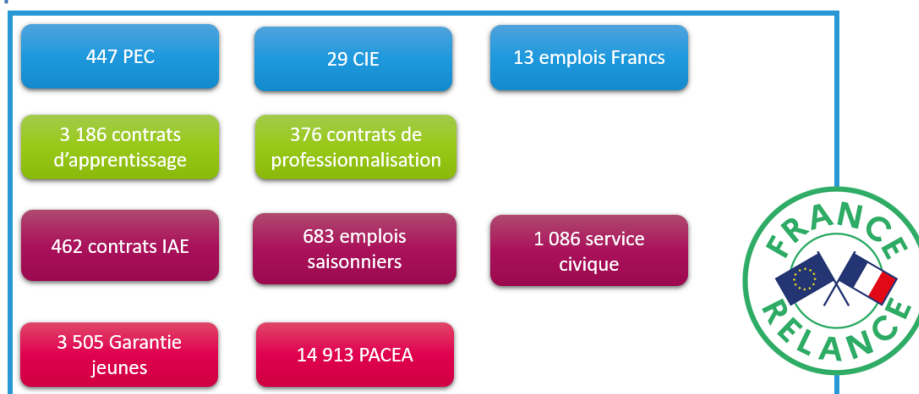 447 PEC
29 CIE
13 emplois Francs
3 186 contrats
d’apprentissage
376 contrats de
professionnalisation
462 contrats IAE
683 emplois
saisonniers
1 086 service
civique
3 505 Garantie
jeunes
14 913 PACEA
FRANCE
RELANCE